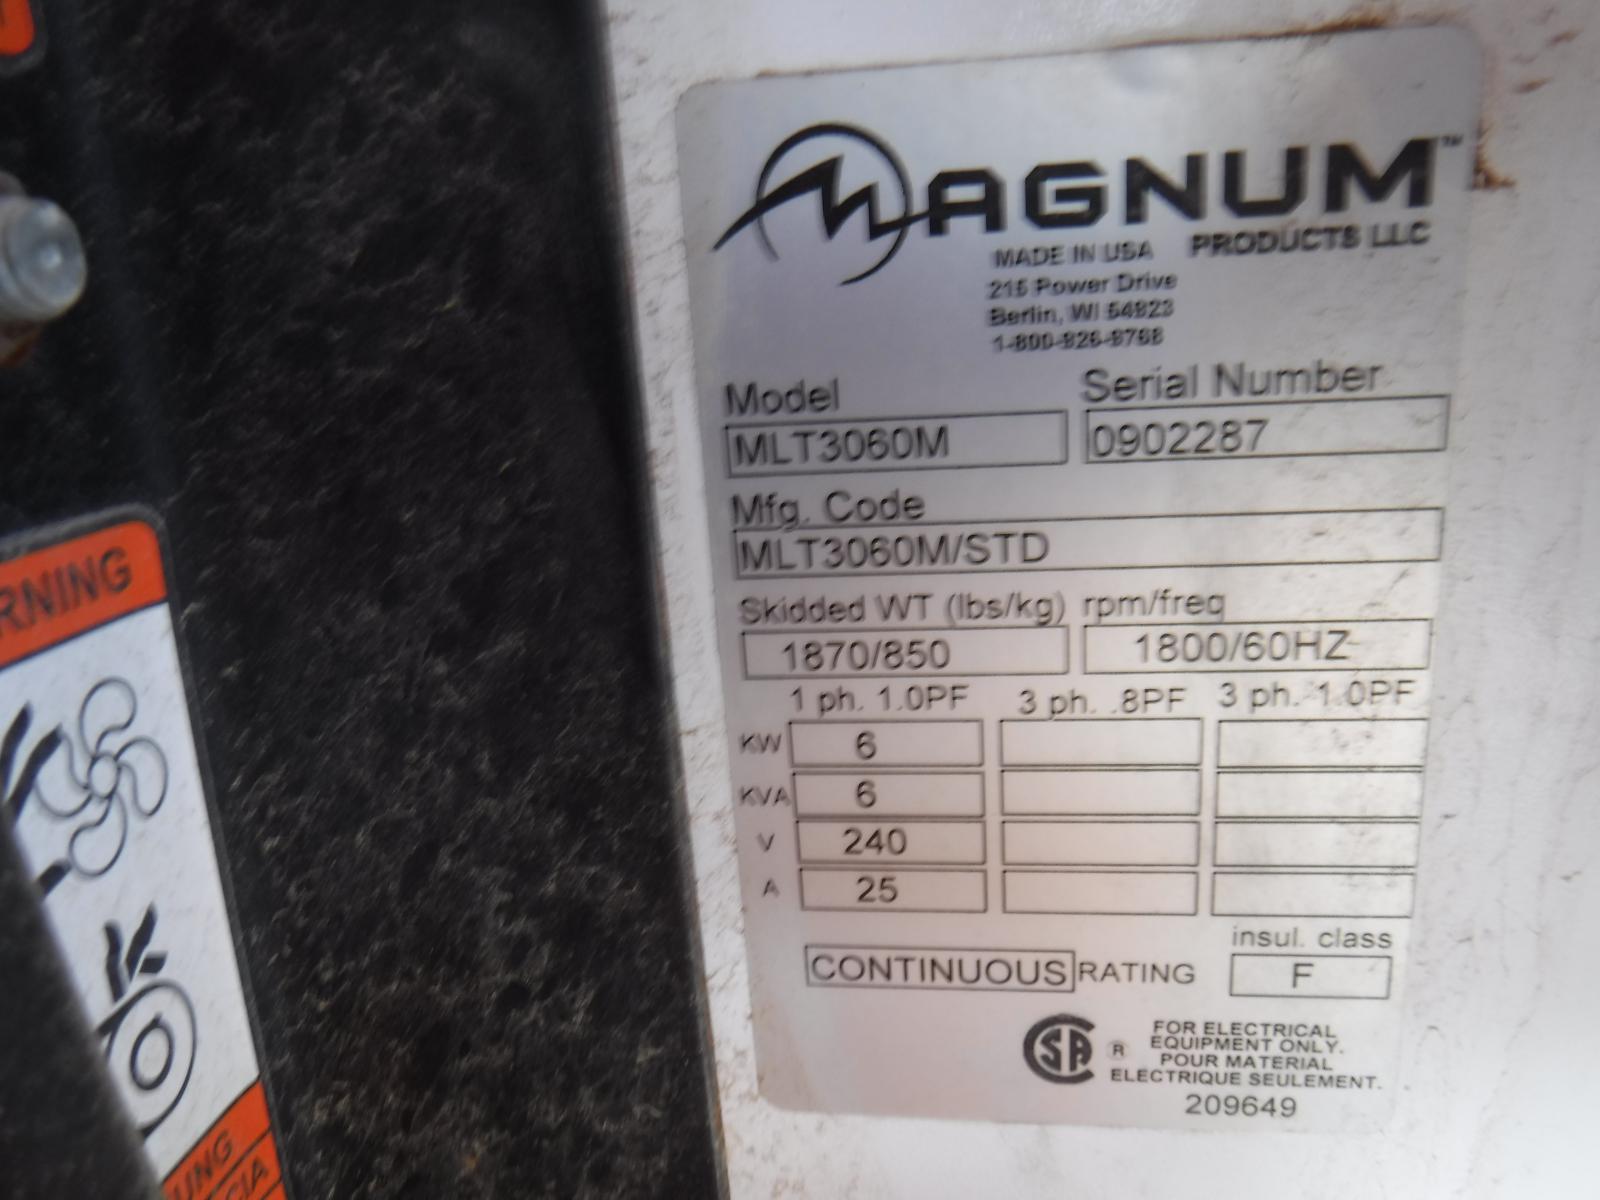 MAGNUM™
MADE IN USA PRODUCTS LLC
215 Power Drive
Berlin, WI 54923
1-800-926-9768
Model Serial Number
MLT3060M 0902287
Mfg. Code
MLT3060M/STD
Skidded WT (lbs/kg) rpm/freq
1870/850 1800/60HZ
1 ph. 1.0PF 3 ph. .8PF 3 ph. 1.0PF
KW 6
KVA 6
V 240
A 25
insul. class
CONTINUOUS RATING F
CSA ® FOR ELECTRICAL
EQUIPMENT ONLY.
POUR MATERIAL
ELECTRIQUE SEULEMENT.
209649
RNING